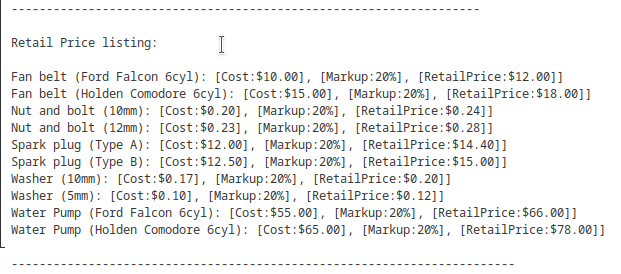 ------------------------------------------------------------
Retail Price listing:
Fan belt (Ford Falcon 6cyl): [Cost:$10.00], [Markup:20%], [RetailPrice:$12.00]]
Fan belt (Holden Comodore 6cyl): [Cost:$15.00], [Markup:20%], [RetailPrice:$18.00]]
Nut and bolt (10mm): [Cost:$0.20], [Markup:20%], [RetailPrice:$0.24]]
Nut and bolt (12mm): [Cost:$0.23], [Markup:20%], [RetailPrice:$0.28]]
Spark plug (Type A): [Cost:$12.00], [Markup:20%], [RetailPrice:$14.40]]
Spark plug (Type B): [Cost:$12.50], [Markup:20%], [RetailPrice:$15.00]]
Washer (10mm): [Cost:$0.17], [Markup:20%], [RetailPrice:$0.20]]
Washer (5mm): [Cost:$0.10], [Markup:20%], [RetailPrice:$0.12]]
Water Pump (Ford Falcon 6cyl): [Cost:$55.00], [Markup:20%], [RetailPrice:$66.00]]
Water Pump (Holden Comodore 6cyl): [Cost:$65.00], [Markup:20%], [RetailPrice:$78.00]]
----------------------------------------------------------------